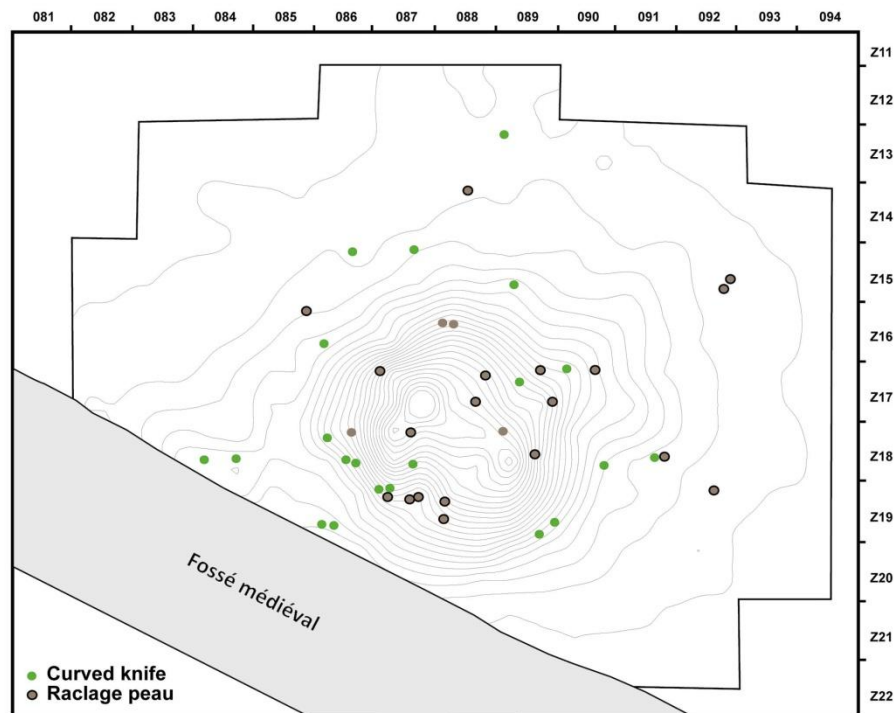 081 082 083 084 085 086 087 088 089 090 091 092 093 094
Z11
Z12
Z13
Z14
Z15
Z16
Z17
Z18
Z19
Z20
Z21
Z22
Fossé médiéval
Curved knife
Raclage peau